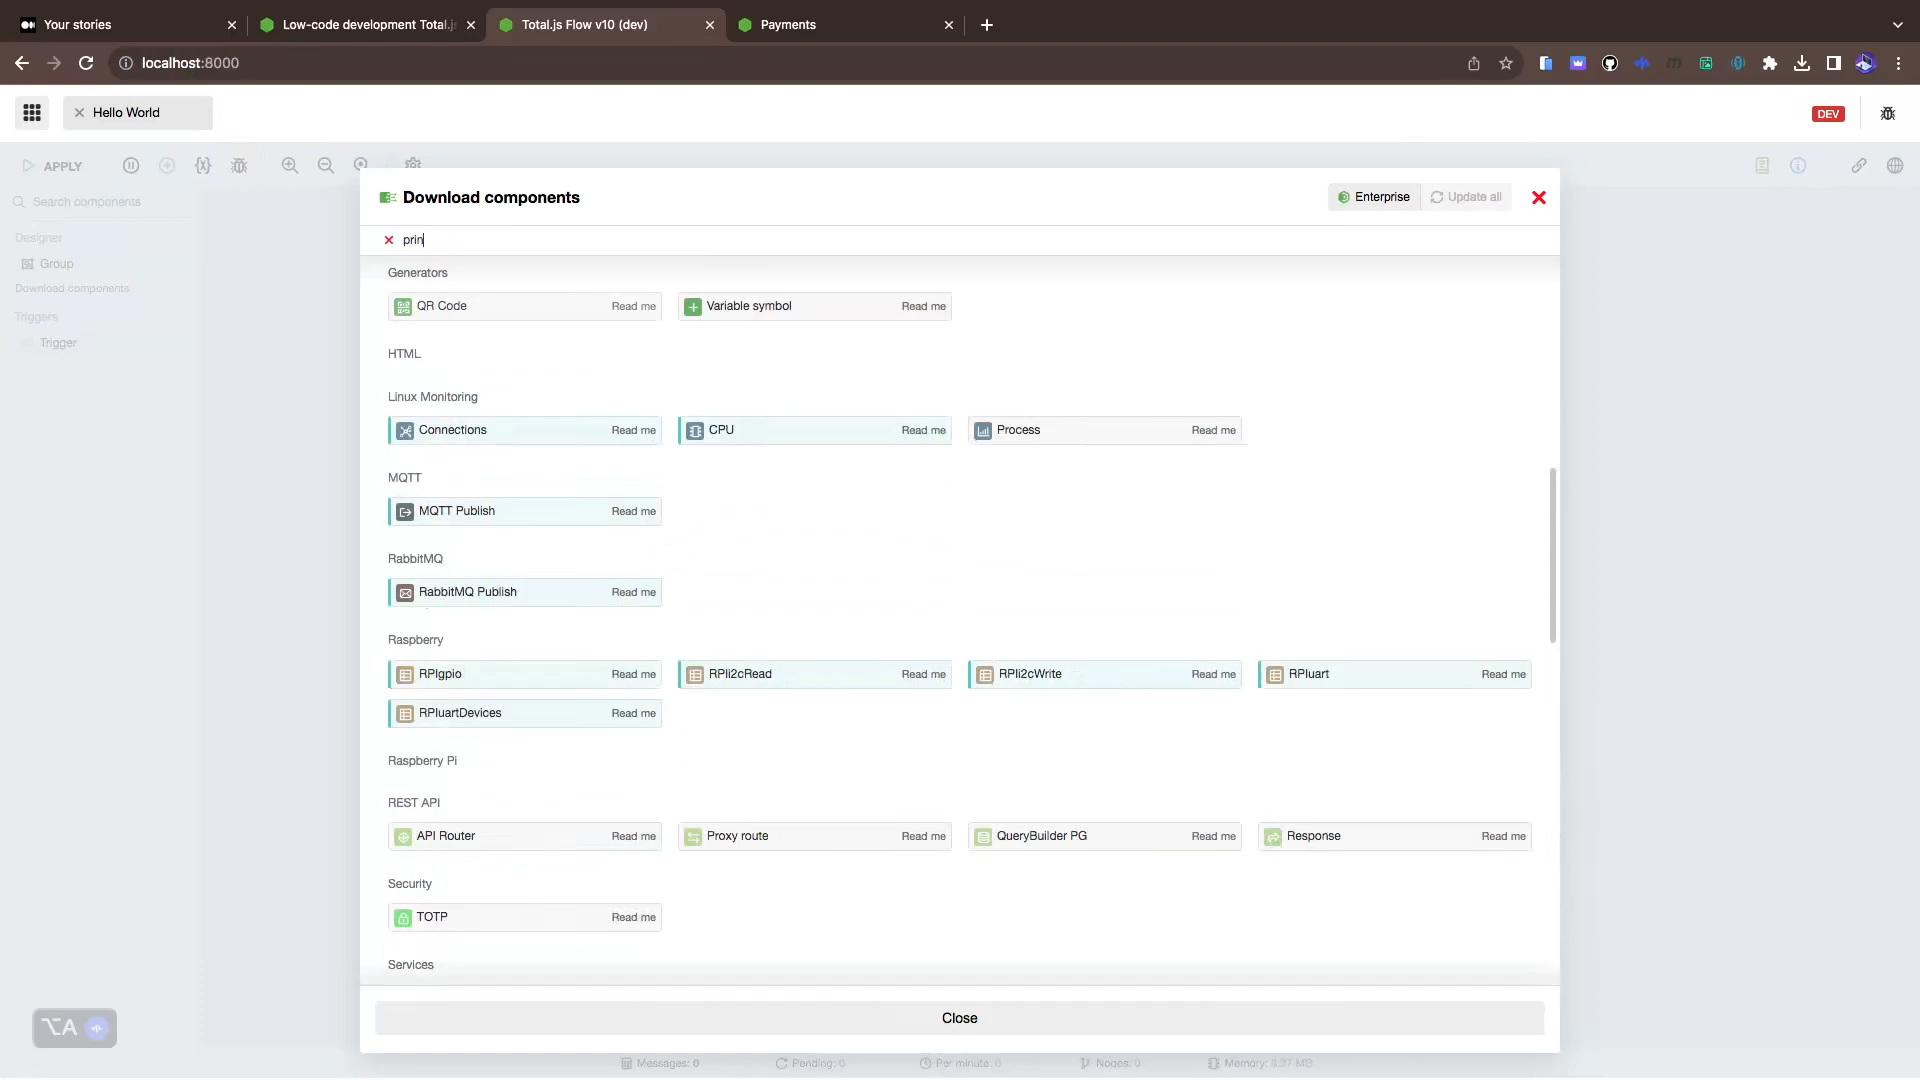 Your stories
Low-code development Total.js
Total.js Flow v10 (dev)
Payments
localhost:8000
Hello World
DEV
APPLY
Search components
Designer
Group
Download components
Triggers
Trigger
Download components
Enterprise
Update all
prin
Generators
QR Code Read me
Variable symbol Read me
HTML
Linux Monitoring
Connections Read me
CPU Read me
Process Read me
MQTT
MQTT Publish Read me
RabbitMQ
RabbitMQ Publish Read me
Raspberry
RPIgpio Read me
RPIi2cRead Read me
RPIi2cWrite Read me
RPIuart Read me
RPIuartDevices Read me
Raspberry Pi
REST API
API Router Read me
Proxy route Read me
QueryBuilder PG Read me
Response Read me
Security
TOTP Read me
Services
Close
⌥A
Messages: 0
Pending: 0
Per minute: 0
Nodes: 0
Memory: 8.37 MB